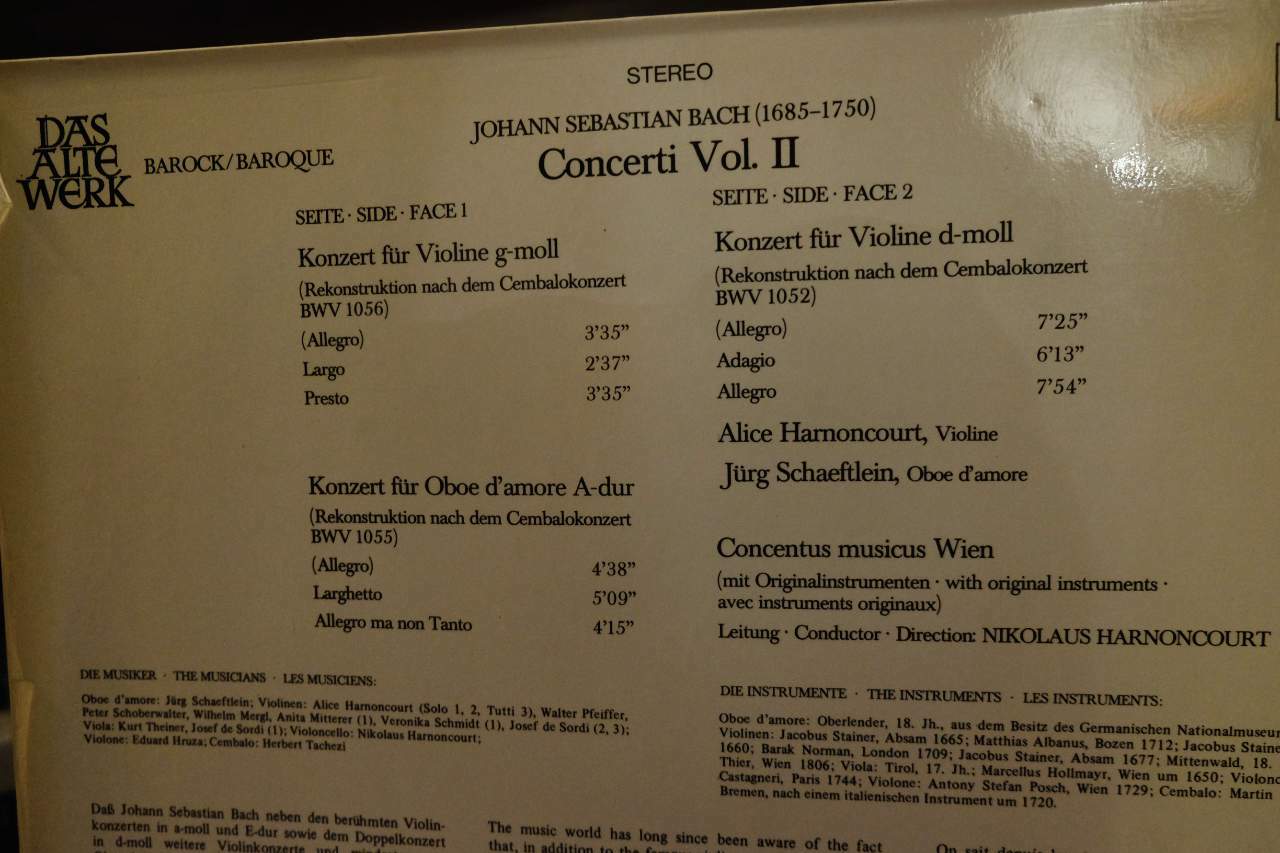 STEREO
DAS
ALTE
WERK
BAROCK/BAROQUE
JOHANN SEBASTIAN BACH (1685–1750)
Concerti Vol. II
SEITE · SIDE · FACE 1
Konzert für Violine g-moll
(Rekonstruktion nach dem Cembalokonzert
BWV 1056)
(Allegro) 3’35”
Largo 2’37”
Presto 3’35”
Konzert für Oboe d’amore A-dur
(Rekonstruktion nach dem Cembalokonzert
BWV 1055)
(Allegro) 4’38”
Larghetto 5’09”
Allegro ma non Tanto 4’15”
SEITE · SIDE · FACE 2
Konzert für Violine d-moll
(Rekonstruktion nach dem Cembalokonzert
BWV 1052)
(Allegro) 7’25”
Adagio 6’13”
Allegro 7’54”
Alice Harnoncourt, Violine
Jürg Schaeftlein, Oboe d’amore
Concentus musicus Wien
(mit Originalinstrumenten · with original instruments ·
avec instruments originaux)
Leitung · Conductor · Direction: NIKOLAUS HARNONCOURT
DIE MUSIKER · THE MUSICIANS · LES MUSICIENS:
Oboe d’amore: Jürg Schaeftlein; Violinen: Alice Harnoncourt (Solo 1, 2, Tutti 3), Walter Pfeiffer,
Peter Schoberwalter, Wilhelm Mergl, Anita Mitterer (1), Veronika Schmidt (1), Josef de Sordi (2, 3);
Viola: Kurt Theiner, Josef de Sordi (1); Violoncello: Nikolaus Harnoncourt;
Violone: Eduard Hruza; Cembalo: Herbert Tachezi
DIE INSTRUMENTE · THE INSTRUMENTS · LES INSTRUMENTS:
Oboe d’amore: Oberlender, 18. Jh., aus dem Besitz des Germanischen Nationalmuseum
Violinen: Jacobus Stainer, Absam 1665; Matthias Albanus, Bozen 1712; Jacobus Staine
1660; Barak Norman, London 1709; Jacobus Stainer, Absam 1677; Mittenwald, 18.
Thier, Wien 1806; Viola: Tirol, 17. Jh.; Marcellus Hollmayr, Wien um 1650; Violonc
Castagneri, Paris 1744; Violone: Antony Stefan Posch, Wien 1729; Cembalo: Martin
Bremen, nach einem italienischen Instrument um 1720.
Daß Johann Sebastian Bach neben den berühmten Violin-
konzerten in a-moll und E-dur sowie dem Doppelkonzert
in d-moll weitere Violinkonzerte und
The music world has long since been aware of the fact
that, in addition to the
On sait depuis